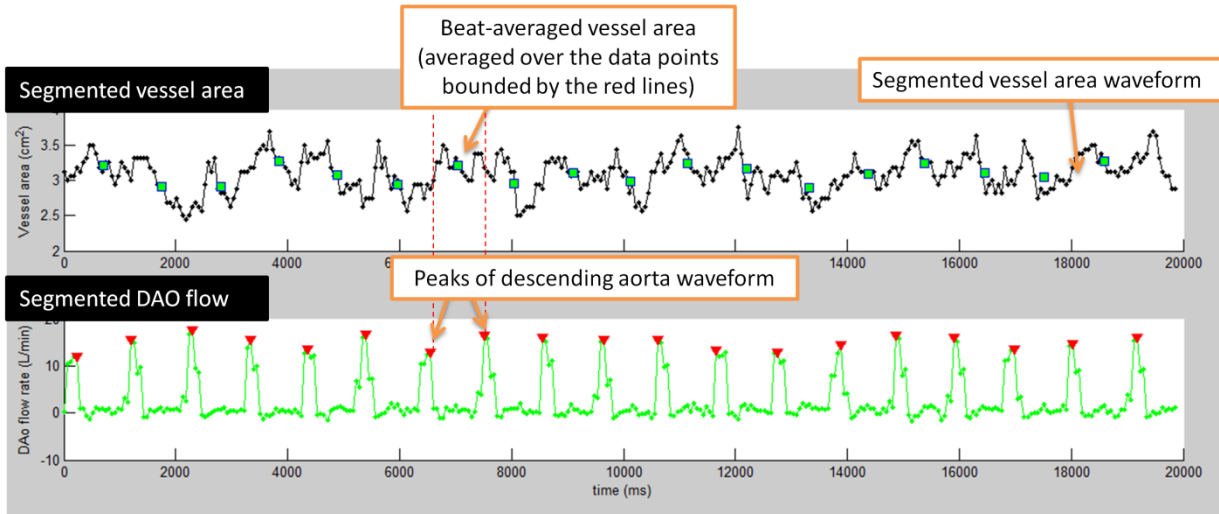 Beat-averaged vessel area
(averaged over the data points
bounded by the red lines)
Segmented vessel area
Segmented vessel area
waveform
Vessel area (cm²)
3.5
3
2.5
2
0
2000
4000
8000
10000
14000
16000
18000
20000
Peaks of descending aorta waveform
Segmented DAO flow
DAo flow rate (L/min)
20
10
0
-10
0
2000
4000
6000
8000
10000
12000
14000
16000
18000
20000
time (ms)